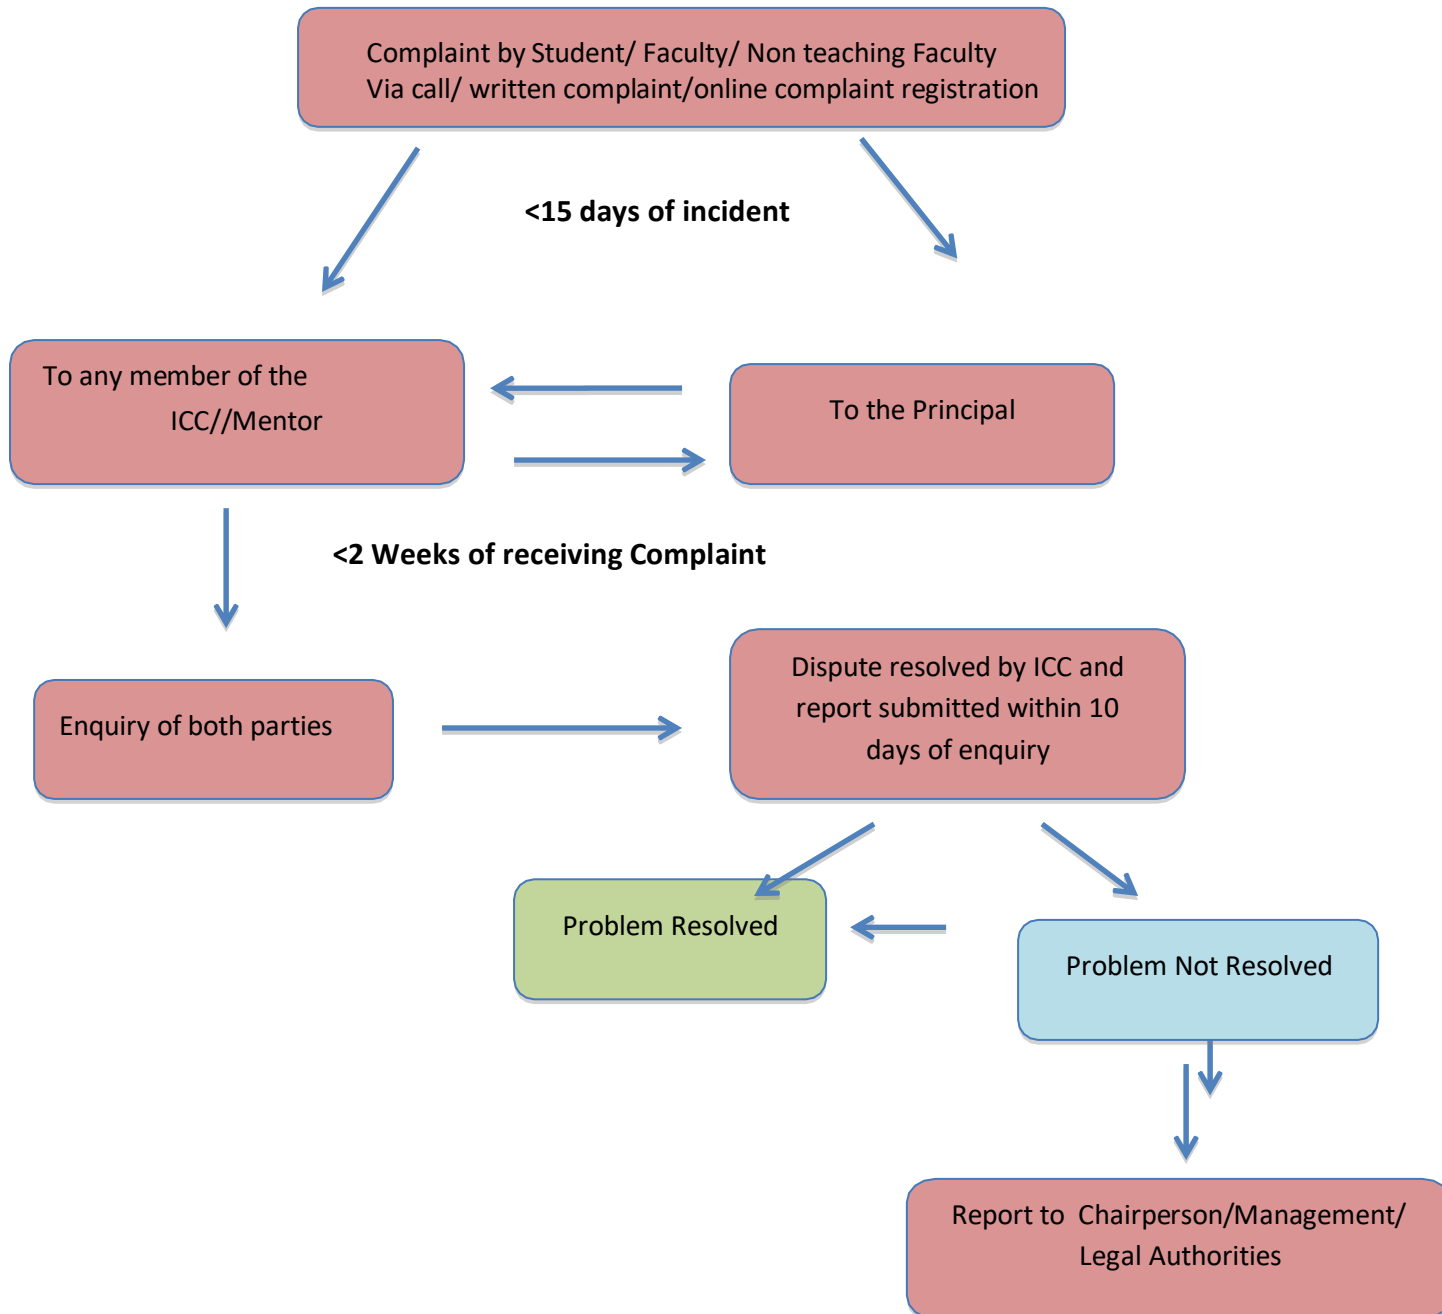 Complaint by Student/ Faculty/ Non teaching Faculty
Via call/ written complaint/online complaint registration
<15 days of incident
To any member of the
ICC//Mentor
To the Principal
<2 Weeks of receiving Complaint
Enquiry of both parties
Dispute resolved by ICC and
report submitted within 10
days of enquiry
Problem Resolved
Problem Not Resolved
Report to  Chairperson/Management/
Legal Authorities